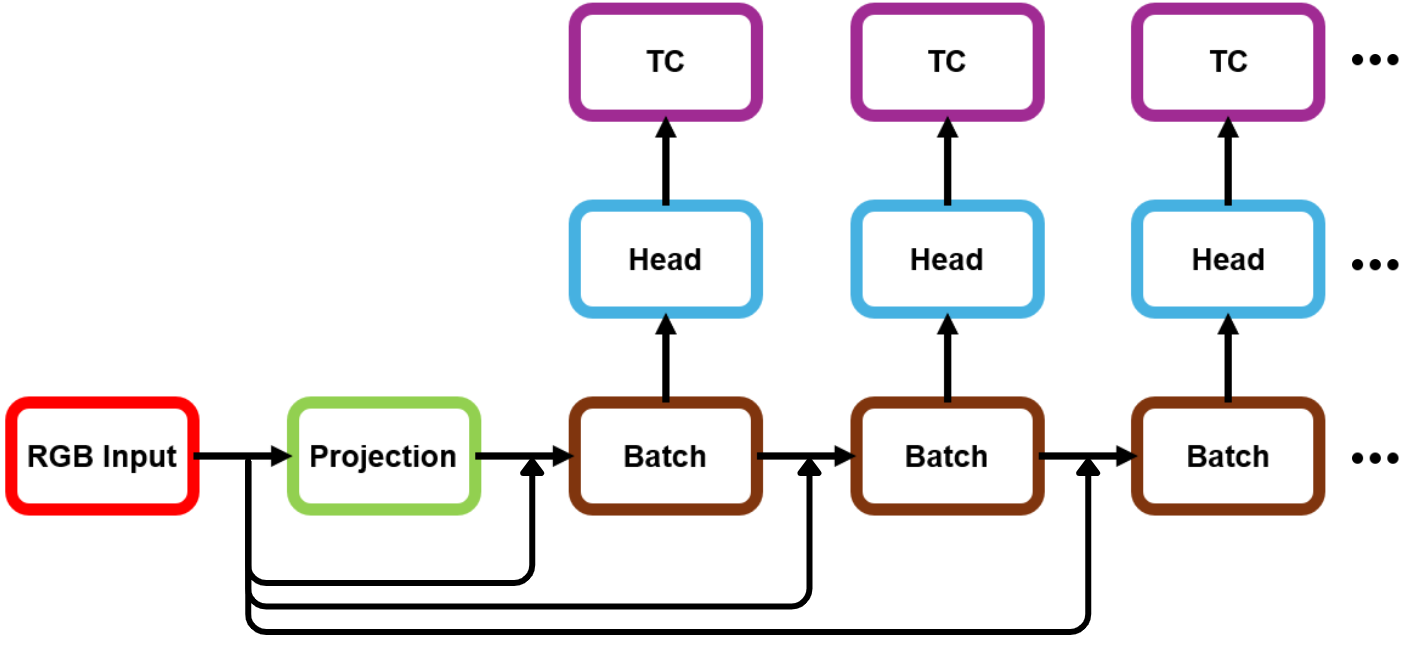 TC
TC
TC
•••
Head
Head
Head
•••
RGB Input
Projection
Batch
Batch
Batch
•••